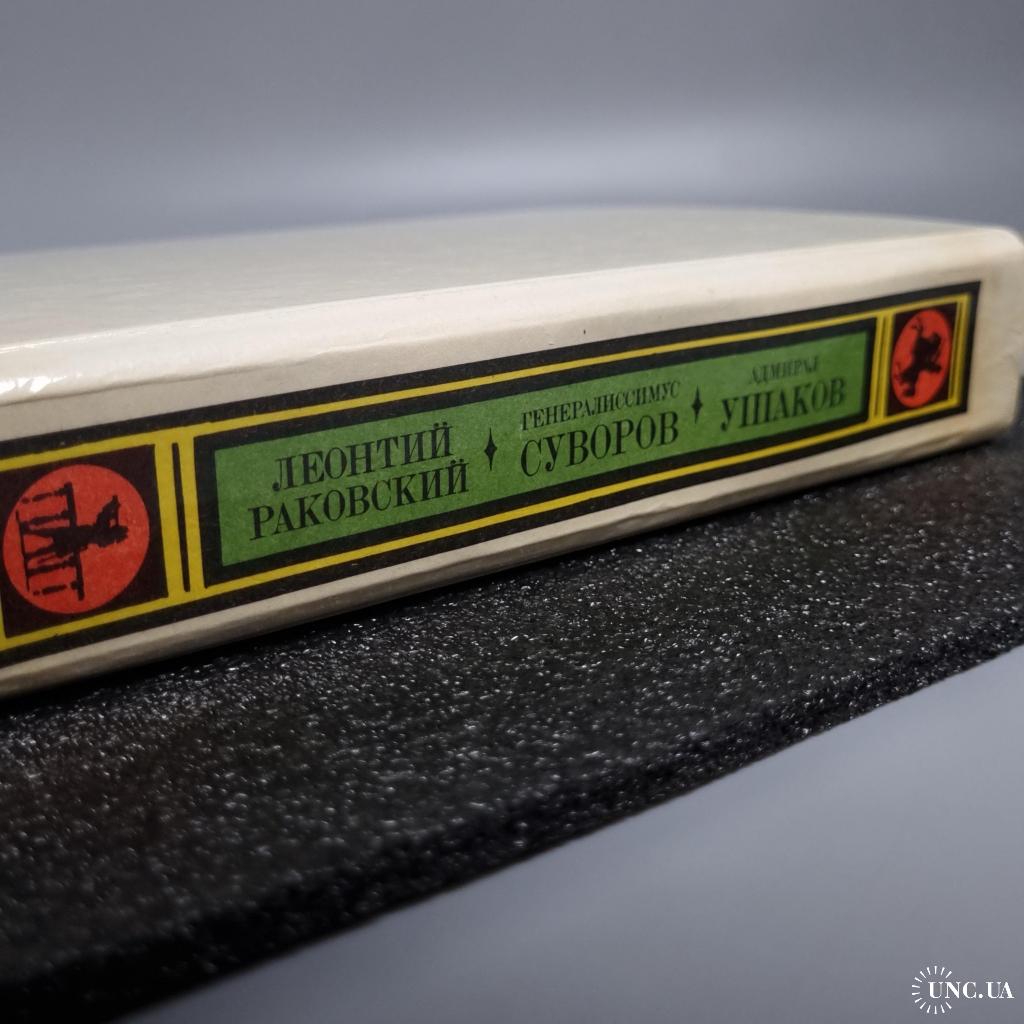 ЛЕОНТИЙ
РАКОВСКИЙ
ГЕНЕРАЛИССИМУС
СУВОРОВ
АДМИРАЛ
УШАКОВ
UNC.UA